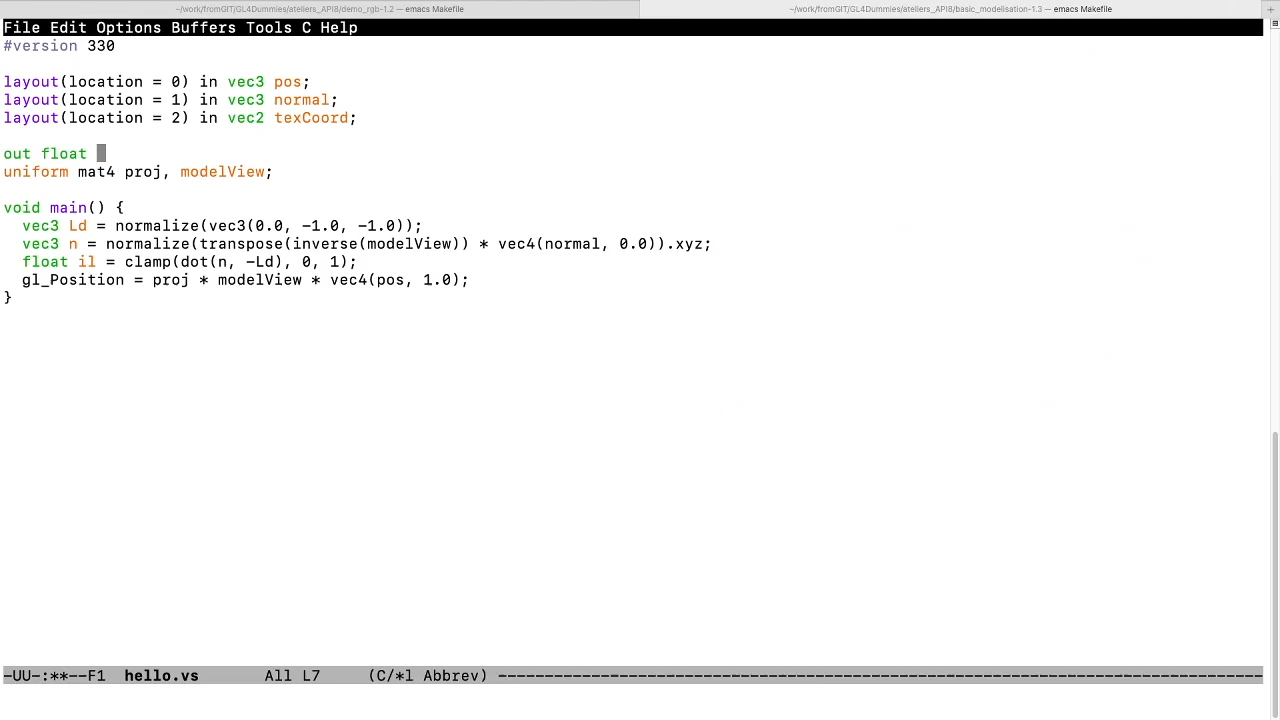 ~/work/fromGIT/GL4Dummies/ateliers_API8/demo_rgb-1.2 — emacs Makefile
~/work/fromGIT/GL4Dummies/ateliers_API8/basic_modelisation-1.3 — emacs Makefile
File Edit Options Buffers Tools C Help
#version 330
layout(location = 0) in vec3 pos;
layout(location = 1) in vec3 normal;
layout(location = 2) in vec2 texCoord;
out float
uniform mat4 proj, modelView;
void main() {
  vec3 Ld = normalize(vec3(0.0, -1.0, -1.0));
  vec3 n = normalize(transpose(inverse(modelView)) * vec4(normal, 0.0)).xyz;
  float il = clamp(dot(n, -Ld), 0, 1);
  gl_Position = proj * modelView * vec4(pos, 1.0);
}
-UU-:**--F1  hello.vs       All L7     (C/*l Abbrev) ----------------------------------------------------------------------------------